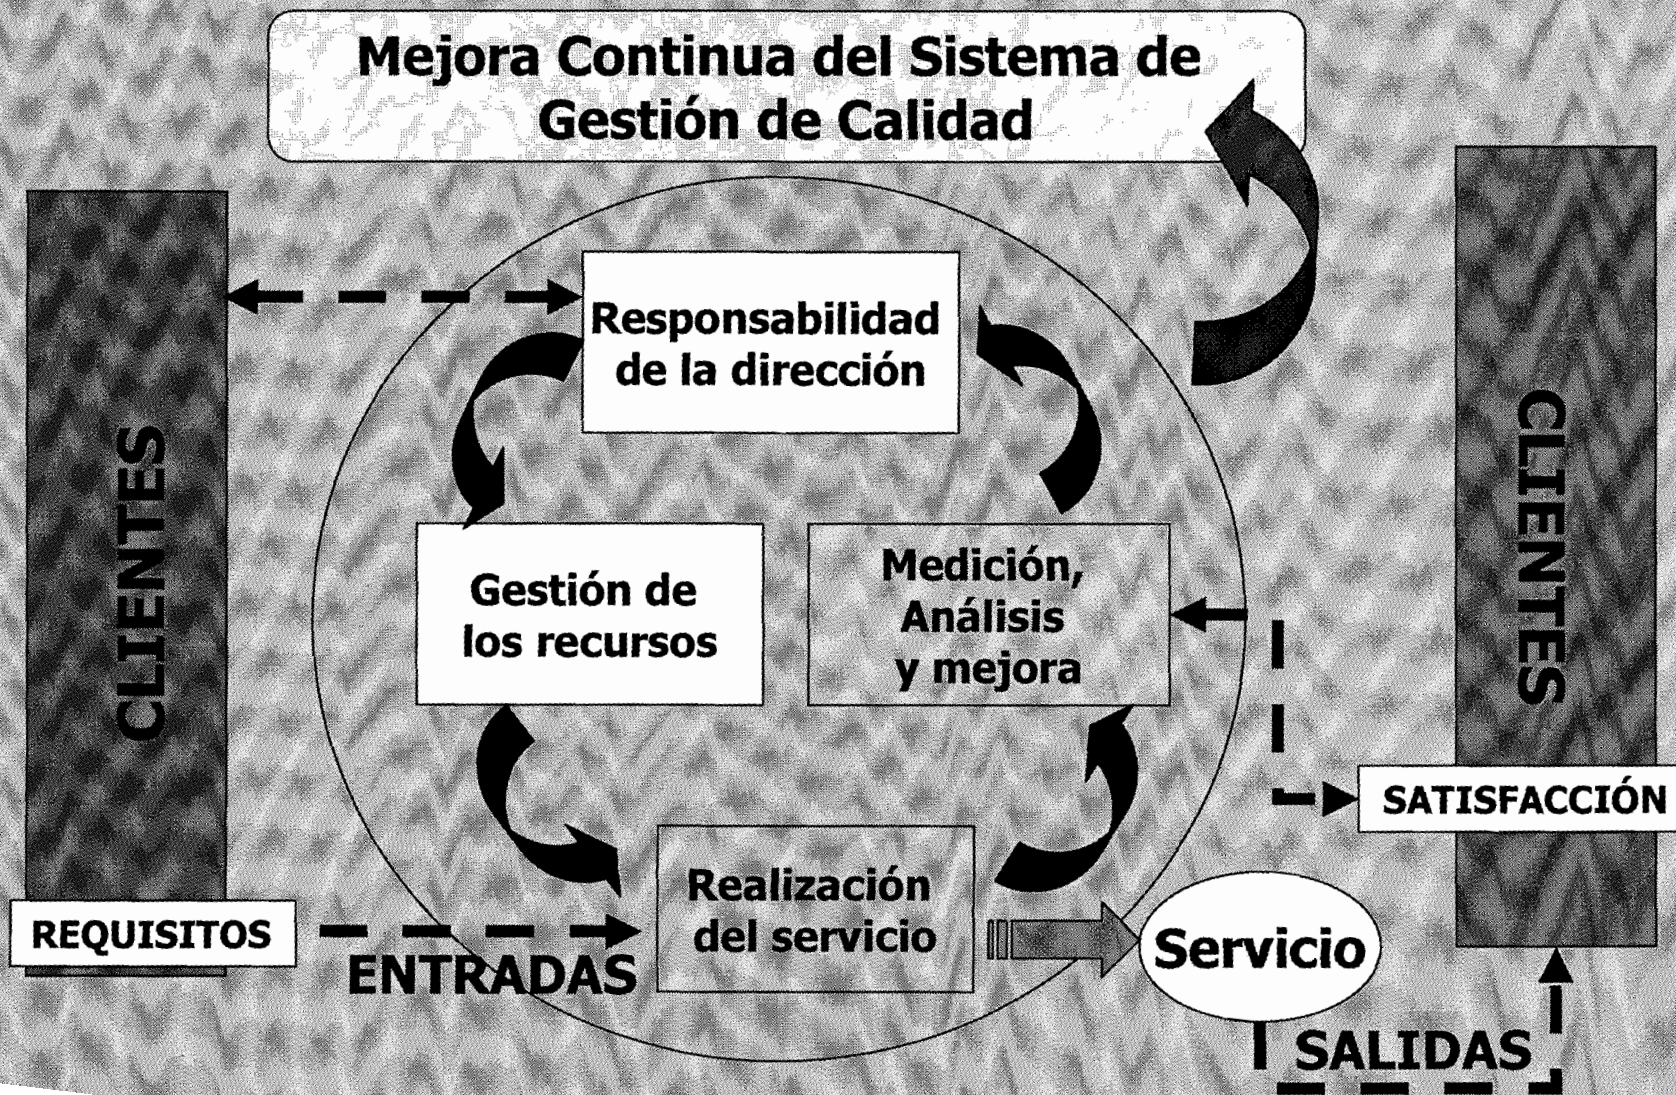 Mejora Continua del Sistema de
Gestión de Calidad
CLIENTES
Responsabilidad
de la dirección
CLIENTES
Gestión de
los recursos
Medición,
Análisis
y mejora
SATISFACCIÓN
Realización
del servicio
REQUISITOS
ENTRADAS
Servicio
SALIDAS